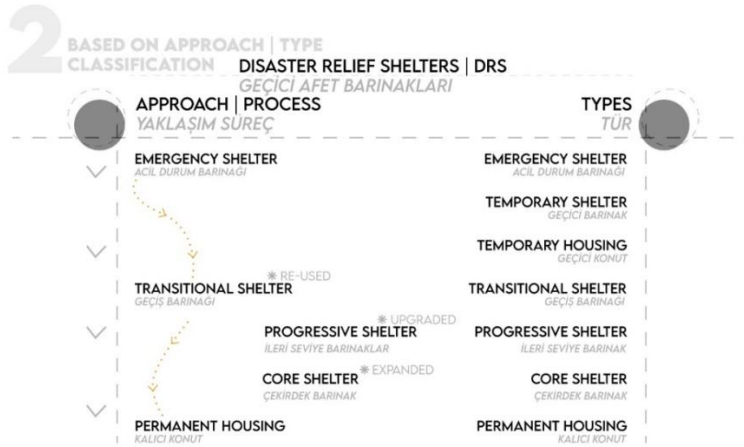 2
BASED ON APPROACH | TYPE
CLASSIFICATION
DISASTER RELIEF SHELTERS | DRS
GEÇİCİ AFET BARINAKLARI
APPROACH | PROCESS
YAKLAŞIM SÜREÇ
TYPES
TÜR
EMERGENCY SHELTER
ACİL DURUM BARINAĞI
EMERGENCY SHELTER
ACİL DURUM BARINAĞI
TEMPORARY SHELTER
GEÇİCİ BARINAK
TEMPORARY HOUSING
GEÇİCİ KONUT
✷ RE-USED
TRANSITIONAL SHELTER
GEÇİŞ BARINAĞI
TRANSITIONAL SHELTER
GEÇİŞ BARINAĞI
✷ UPGRADED
PROGRESSIVE SHELTER
İLERİ SEVİYE BARINAKLAR
PROGRESSIVE SHELTER
İLERİ SEVİYE BARINAK
✷ EXPANDED
CORE SHELTER
ÇEKİRDEK BARINAK
CORE SHELTER
ÇEKİRDEK BARINAK
PERMANENT HOUSING
KALICI KONUT
PERMANENT HOUSING
KALICI KONUT